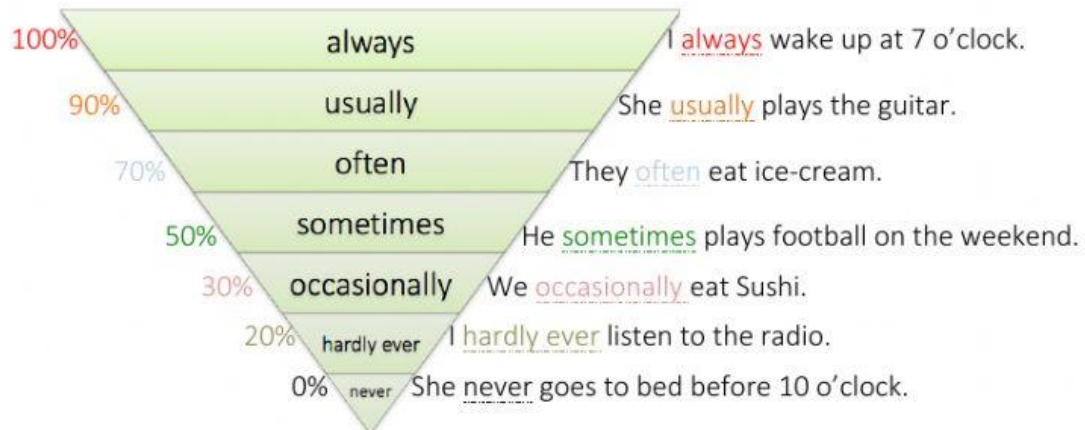 100% always I always wake up at 7 o'clock.
90% usually She usually plays the guitar.
70% often They often eat ice-cream.
50% sometimes He sometimes plays football on the weekend.
30% occasionally We occasionally eat Sushi.
20% hardly ever I hardly ever listen to the radio.
0% never She never goes to bed before 10 o'clock.